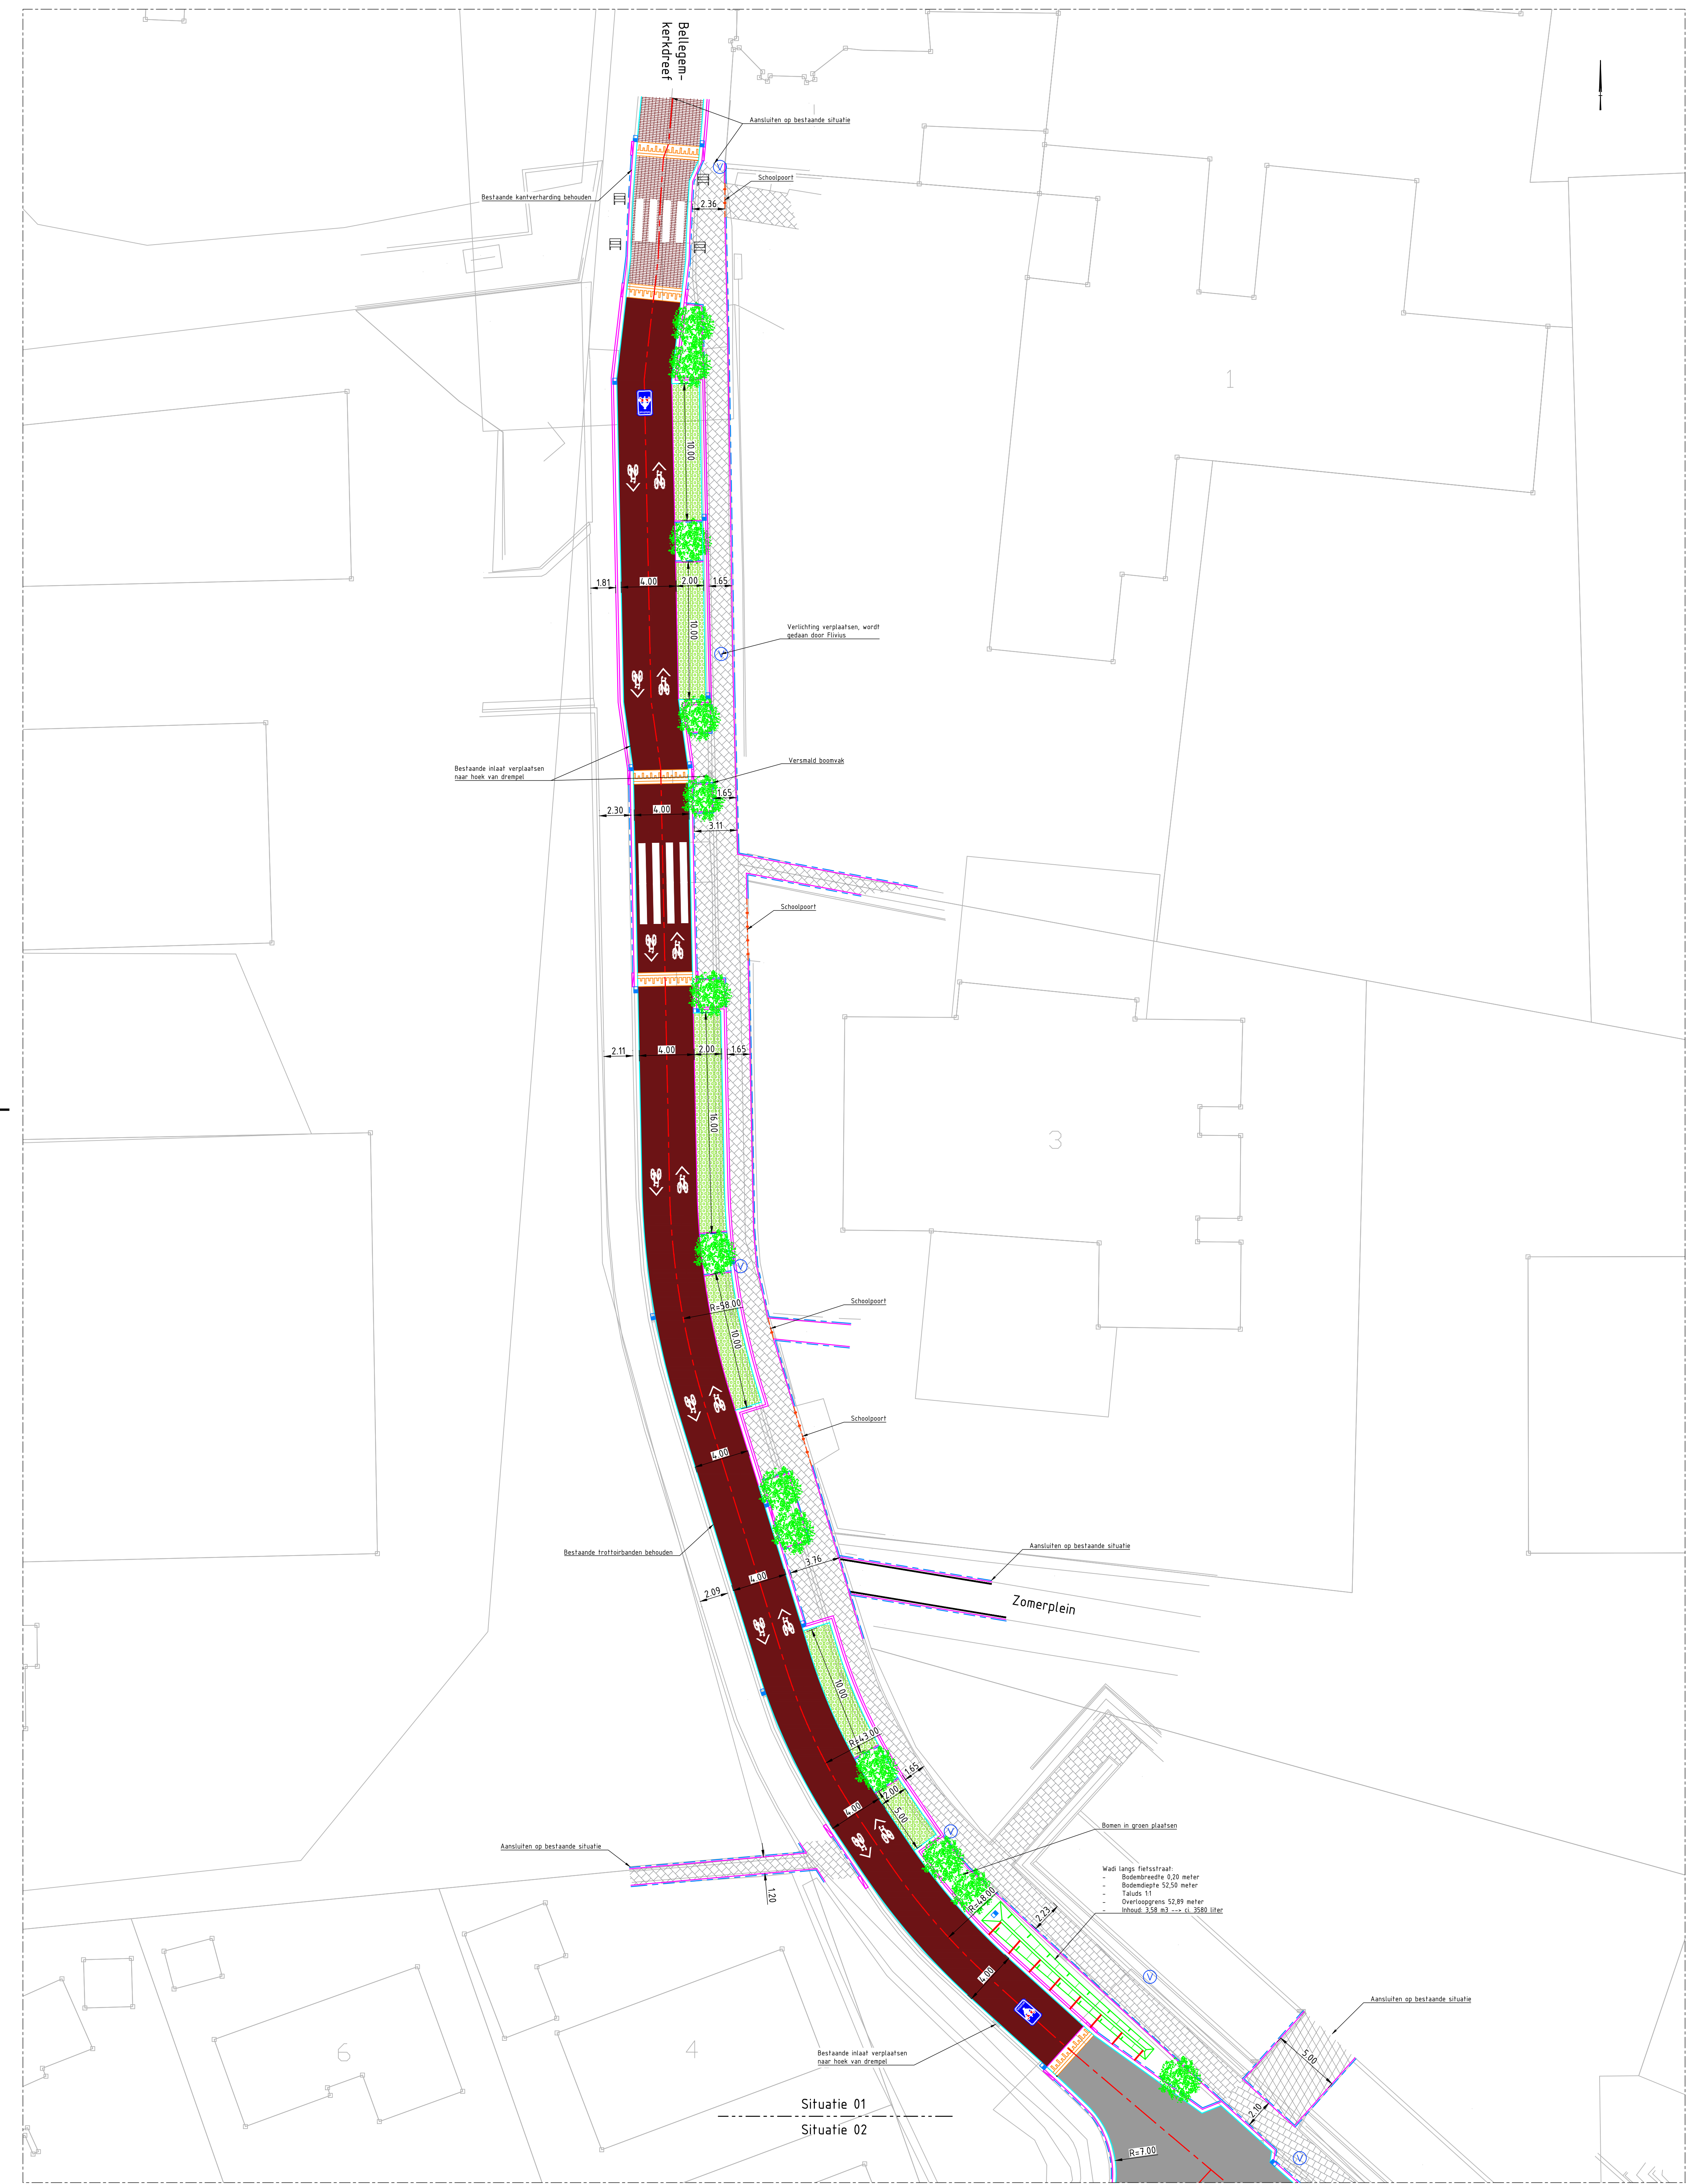 Bellegem-
kerkdreef
Aansluiten op bestaande situatie
Schoolpoort
Bestaande kantverharding behouden
2.36
1
10.00
1.81
4.00
2.00
1.65
10.00
Verlichting verplaatsen, wordt
gedaan door Flivius
V
Versmald boomvak
Bestaande inlaat verplaatsen
naar hoek van drempel
1.65
2.30
4.00
3.11
Schoolpoort
2.11
4.00
2.00
1.65
16.00
3
V
Schoolpoort
R=58.00
10.00
Schoolpoort
4.00
Aansluiten op bestaande situatie
Bestaande trottoirbanden behouden
3.76
4.00
2.09
Zomerplein
10.00
R=43.00
1.65
2.00
4.00
5.00
V
Bomen in groen plaatsen
Aansluiten op bestaande situatie
Wadi langs fietsstraat:
- Bodembreedte 0,20 meter
- Bodemdiepte 52,50 meter
- Taluds 1:1
- Overloopgrens 52,89 meter
- Inhoud: 3,58 m3 --> ci. 3580 liter
1.20
R=48.00
2.23
4.00
V
Aansluiten op bestaande situatie
6
4
Bestaande inlaat verplaatsen
naar hoek van drempel
5.00
2.10
Situatie 01
Situatie 02
R=7.00
V